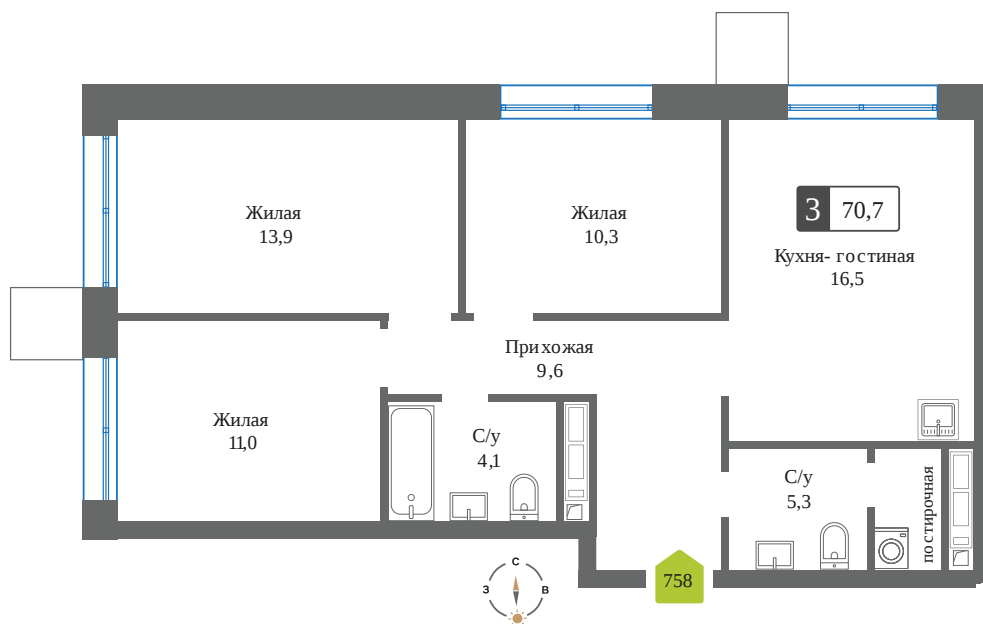 Жилая
13,9
Жилая
10,3
3 70,7
Кухня- гостиная
16,5
Прихожая
9,6
Жилая
11,0
С/у
4,1
С/у
5,3
постирочная
758
С
З
В